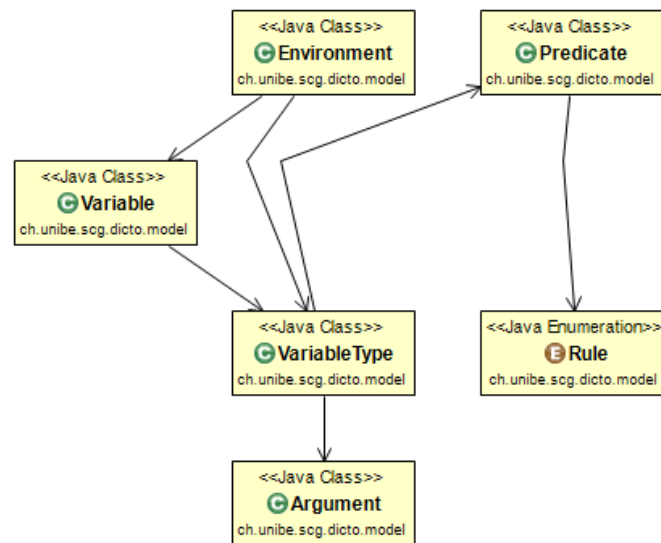 <<Java Class>>
C Environment
ch.unibe.scg.dicto.model
<<Java Class>>
C Predicate
ch.unibe.scg.dicto.model
<<Java Class>>
C Variable
ch.unibe.scg.dicto.model
<<Java Class>>
C VariableType
ch.unibe.scg.dicto.model
<<Java Enumeration>>
E Rule
ch.unibe.scg.dicto.model
<<Java Class>>
C Argument
ch.unibe.scg.dicto.model